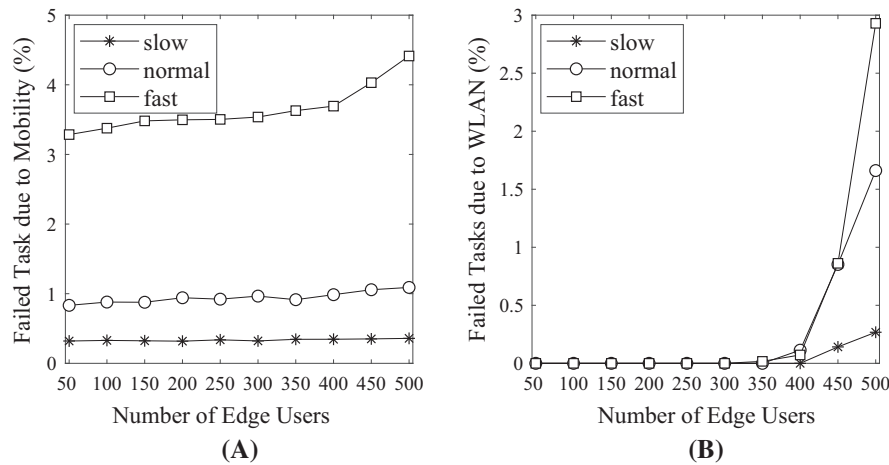 Failed Task due to Mobility (%)
5
4
3
2
1
0
slow
normal
fast
50 100 150 200 250 300 350 400 450 500
Number of Edge Users
(A)
Failed Tasks due to WLAN (%)
3
2.5
2
1.5
1
0.5
0
slow
normal
fast
50 100 150 200 250 300 350 400 450 500
Number of Edge Users
(B)